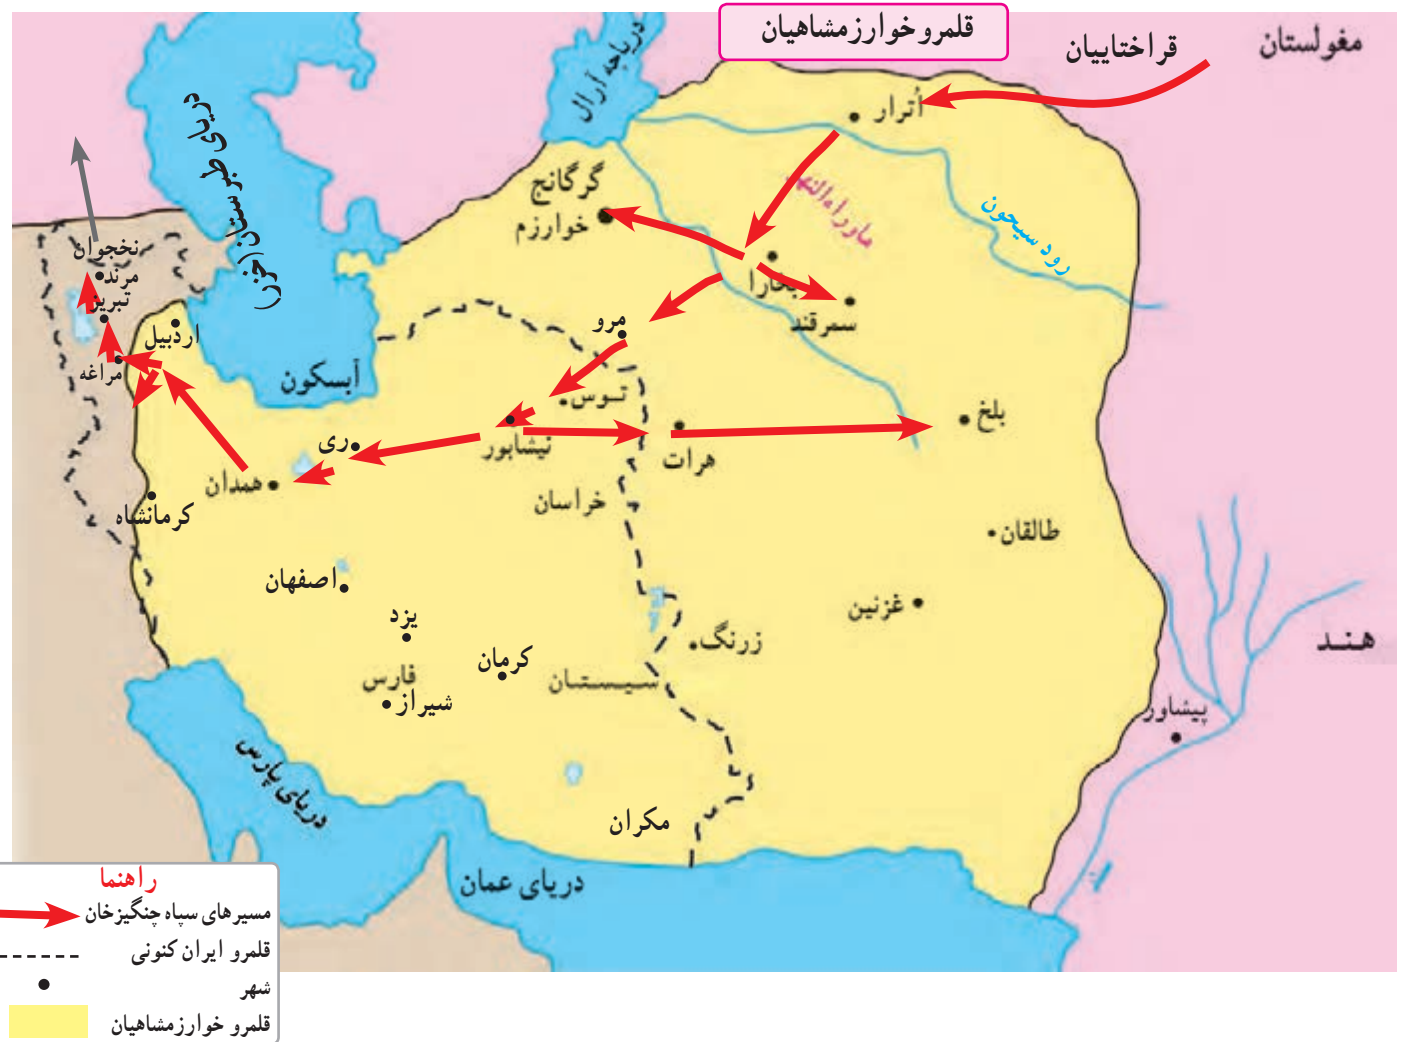 قلمرو خوارزمشاهیان
مغولستان
قراختاییان
دریاچه آرال
اُترار
دریای طبرستان (خزر)
گرگانج
خوارزم
ماوراءالنهر
رود سیحون
نخجوان
مرند
تبریز
بخارا
سمرقند
مرو
اردبیل
مراغه
آبسکون
توس
بلخ
ری
نیشابور
هرات
همدان
خراسان
کرمانشاه
طالقان
اصفهان
غزنین
یزد
زرنگ
هند
کرمان
فارس
سیستان
شیراز
پیشاور
دریای پارس
مکران
دریای عمان
راهنما
مسیرهای سپاه چنگیزخان
قلمرو ایران کنونی
شهر
قلمرو خوارزمشاهیان